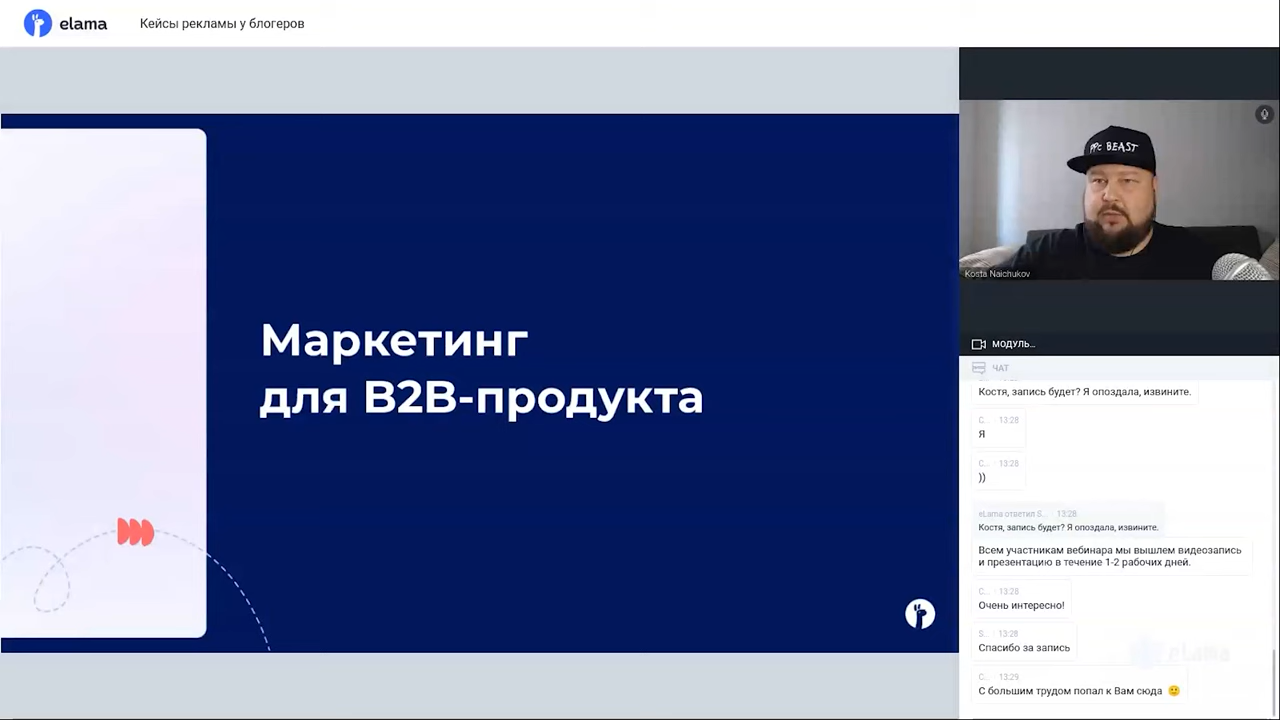 elama
Кейсы рекламы у блогеров
Маркетинг
для B2B-продукта
PPC BEAST
Kosta Naichukov
МОДУЛЬ…
ЧАТ
Костя, запись будет? Я опоздала, извините.
С... · 13:28
Я
С... · 13:28
))
eLama ответил S... · 13:28
Костя, запись будет? Я опоздала, извините.
Всем участникам вебинара мы вышлем видеозапись
и презентацию в течение 1-2 рабочих дней.
С... · 13:28
Очень интересно!
S... · 13:28
Спасибо за запись
eLama
С... · 13:29
С большим трудом попал к Вам сюда 🙂